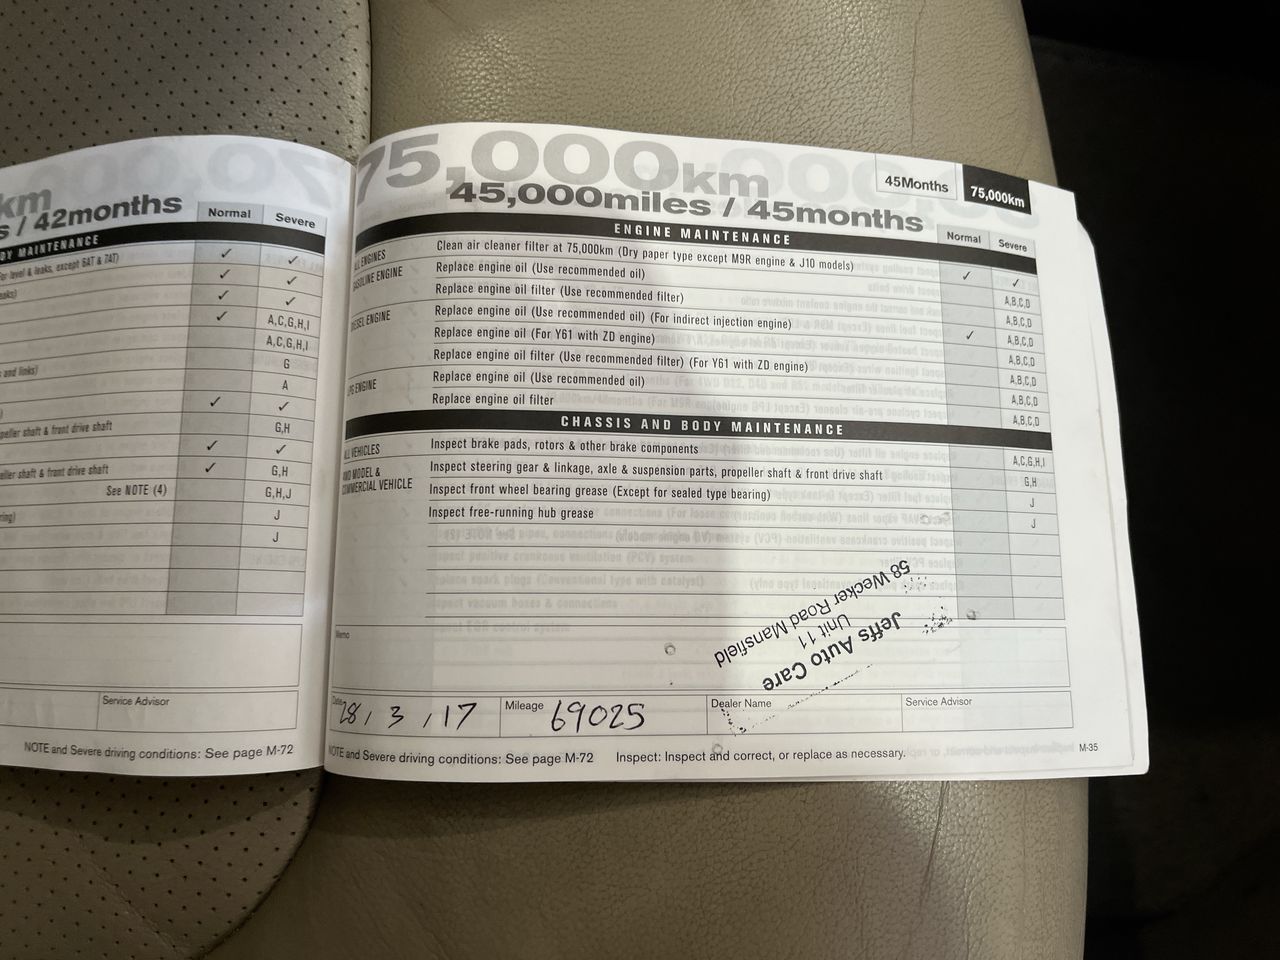 km
s / 42months
Normal
Severe
DY MAINTENANCE
for level & leaks, except 6AT & 7AT)
✓ ✓
✓ ✓
✓ ✓
✓ A,C,G,H,I
A,C,G,H,I
G
and links)
A
✓ ✓
peller shaft & front drive shaft
G,H
✓ ✓
eller shaft & front drive shaft
✓ G,H
See NOTE (4)
G,H,J
J
J
Service Advisor
NOTE and Severe driving conditions: See page M-72
75,000km
45,000miles / 45months
45Months
75,000km
ENGINE MAINTENANCE
Normal
Severe
ALL ENGINES
Clean air cleaner filter at 75,000km (Dry paper type except M9R engine & J10 models)
✓ ✓
GASOLINE ENGINE
Replace engine oil (Use recommended oil)
A,B,C,D
Replace engine oil filter (Use recommended filter)
A,B,C,D
DIESEL ENGINE
Replace engine oil (Use recommended oil) (For indirect injection engine)
✓ A,B,C,D
Replace engine oil (For Y61 with ZD engine)
A,B,C,D
Replace engine oil filter (Use recommended filter) (For Y61 with ZD engine)
A,B,C,D
LPG ENGINE
Replace engine oil (Use recommended oil)
A,B,C,D
Replace engine oil filter
A,B,C,D
CHASSIS AND BODY MAINTENANCE
ALL VEHICLES
Inspect brake pads, rotors & other brake components
A,C,G,H,I
4WD MODEL &
COMMERCIAL VEHICLE
Inspect steering gear & linkage, axle & suspension parts, propeller shaft & front drive shaft
G,H
Inspect front wheel bearing grease (Except for sealed type bearing)
J
Inspect free-running hub grease
J
Memo
Jeffs Auto Care
Unit 11
58 Wecker Road Mansfield
Date
28 / 3 / 17
Mileage
69025
Dealer Name
Service Advisor
NOTE and Severe driving conditions: See page M-72
Inspect: Inspect and correct, or replace as necessary.
M-35